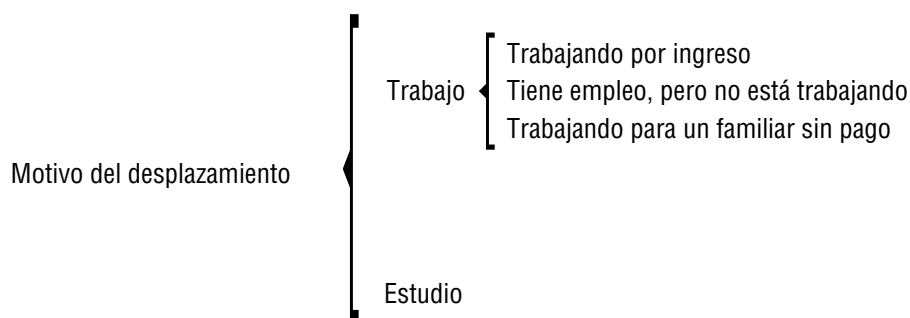 Motivo del desplazamiento
Trabajo
Trabajando por ingreso
Tiene empleo, pero no está trabajando
Trabajando para un familiar sin pago
Estudio